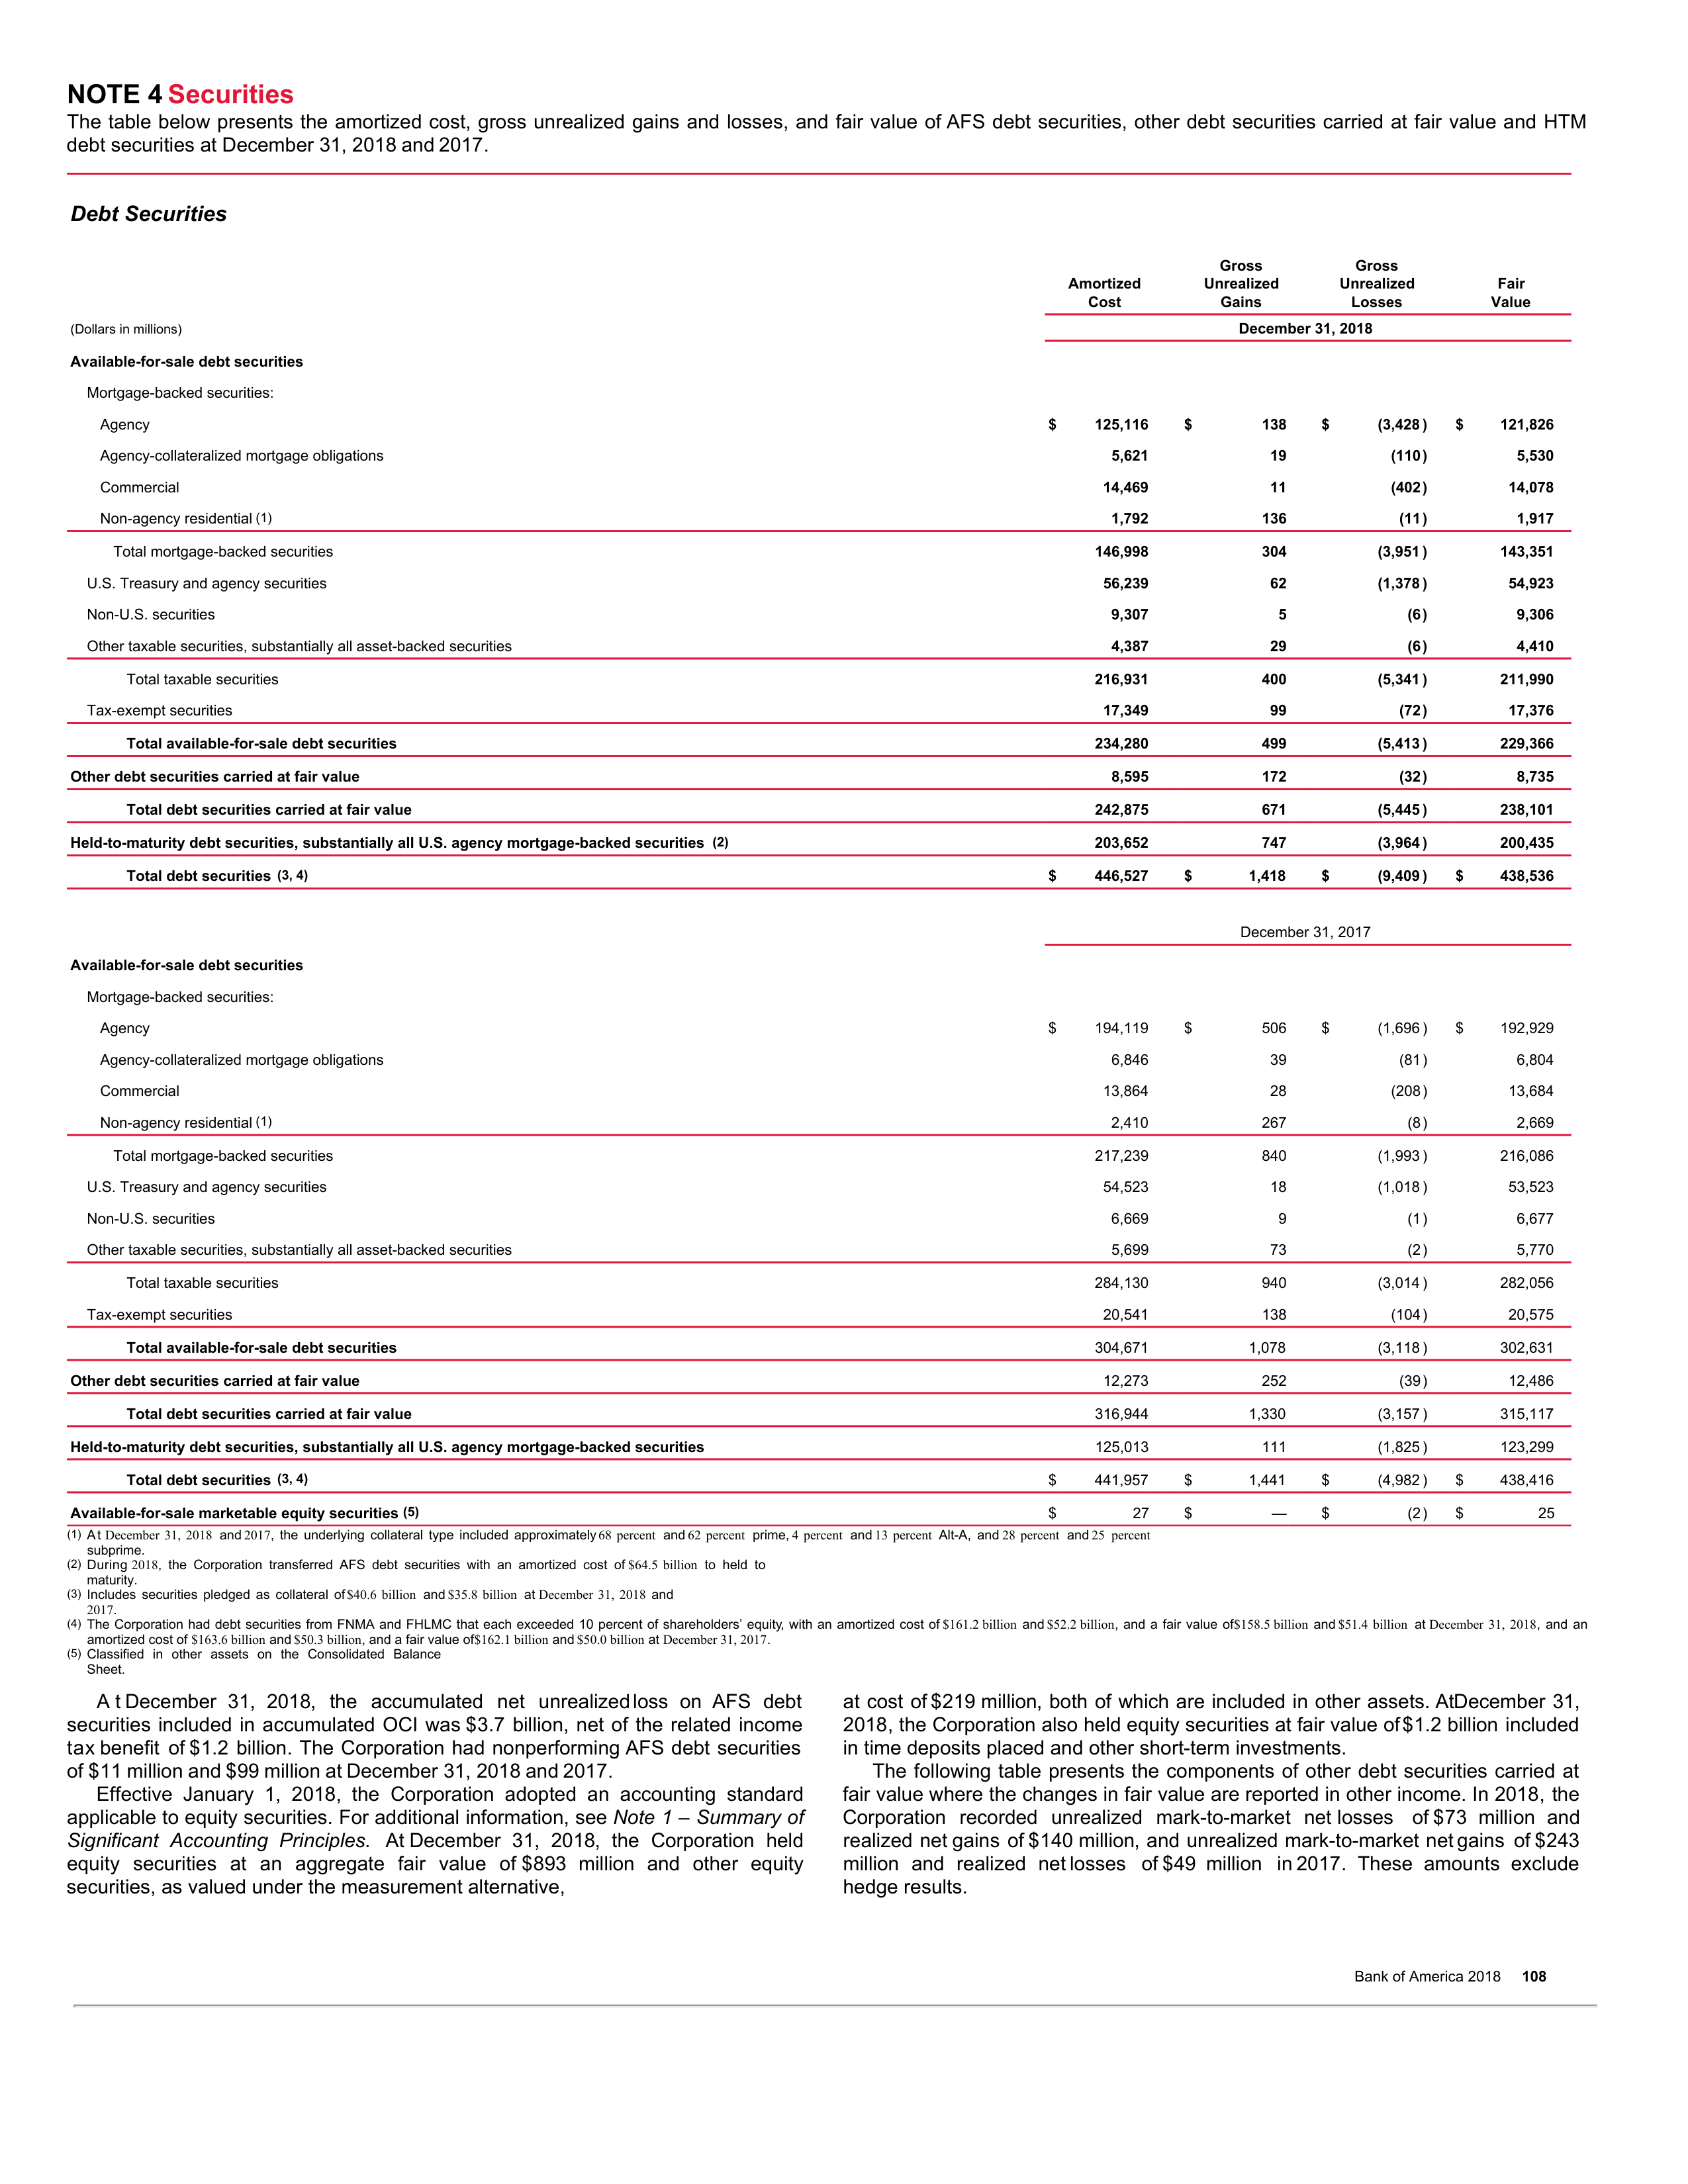 NOTE 4 Securities
The table below presents the amortized cost, gross unrealized gains and losses, and fair value of AFS debt securities, other debt securities carried at fair value and HTM
debt securities at December 31, 2018 and 2017.
Debt Securities
Amortized Cost Gross Unrealized Gains Gross Unrealized Losses Fair Value
(Dollars in millions) December 31, 2018
Available-for-sale debt securities
Mortgage-backed securities:
Agency $ 125,116 $ 138 $ (3,428) $ 121,826
Agency-collateralized mortgage obligations 5,621 19 (110) 5,530
Commercial 14,469 11 (402) 14,078
Non-agency residential (1) 1,792 136 (11) 1,917
Total mortgage-backed securities 146,998 304 (3,951) 143,351
U.S. Treasury and agency securities 56,239 62 (1,378) 54,923
Non-U.S. securities 9,307 5 (6) 9,306
Other taxable securities, substantially all asset-backed securities 4,387 29 (6) 4,410
Total taxable securities 216,931 400 (5,341) 211,990
Tax-exempt securities 17,349 99 (72) 17,376
Total available-for-sale debt securities 234,280 499 (5,413) 229,366
Other debt securities carried at fair value 8,595 172 (32) 8,735
Total debt securities carried at fair value 242,875 671 (5,445) 238,101
Held-to-maturity debt securities, substantially all U.S. agency mortgage-backed securities (2) 203,652 747 (3,964) 200,435
Total debt securities (3, 4) $ 446,527 $ 1,418 $ (9,409) $ 438,536
December 31, 2017
Available-for-sale debt securities
Mortgage-backed securities:
Agency $ 194,119 $ 506 $ (1,696) $ 192,929
Agency-collateralized mortgage obligations 6,846 39 (81) 6,804
Commercial 13,864 28 (208) 13,684
Non-agency residential (1) 2,410 267 (8) 2,669
Total mortgage-backed securities 217,239 840 (1,993) 216,086
U.S. Treasury and agency securities 54,523 18 (1,018) 53,523
Non-U.S. securities 6,669 9 (1) 6,677
Other taxable securities, substantially all asset-backed securities 5,699 73 (2) 5,770
Total taxable securities 284,130 940 (3,014) 282,056
Tax-exempt securities 20,541 138 (104) 20,575
Total available-for-sale debt securities 304,671 1,078 (3,118) 302,631
Other debt securities carried at fair value 12,273 252 (39) 12,486
Total debt securities carried at fair value 316,944 1,330 (3,157) 315,117
Held-to-maturity debt securities, substantially all U.S. agency mortgage-backed securities 125,013 111 (1,825) 123,299
Total debt securities (3, 4) $ 441,957 $ 1,441 $ (4,982) $ 438,416
Available-for-sale marketable equity securities (5) $ 27 $ — $ (2) $ 25
(1) At December 31, 2018 and 2017, the underlying collateral type included approximately 68 percent and 62 percent prime, 4 percent and 13 percent Alt-A, and 28 percent and 25 percent
subprime.
(2) During 2018, the Corporation transferred AFS debt securities with an amortized cost of $64.5 billion to held to
maturity.
(3) Includes securities pledged as collateral of $40.6 billion and $35.8 billion at December 31, 2018 and
2017.
(4) The Corporation had debt securities from FNMA and FHLMC that each exceeded 10 percent of shareholders' equity, with an amortized cost of $161.2 billion and $52.2 billion, and a fair value of $158.5 billion and $51.4 billion at December 31, 2018, and an
amortized cost of $163.6 billion and $50.3 billion, and a fair value of $162.1 billion and $50.0 billion at December 31, 2017.
(5) Classified in other assets on the Consolidated Balance
Sheet.
At December 31, 2018, the accumulated net unrealized loss on AFS debt
securities included in accumulated OCI was $3.7 billion, net of the related income
tax benefit of $1.2 billion. The Corporation had nonperforming AFS debt securities
of $11 million and $99 million at December 31, 2018 and 2017.
Effective January 1, 2018, the Corporation adopted an accounting standard
applicable to equity securities. For additional information, see Note 1 – Summary of
Significant Accounting Principles. At December 31, 2018, the Corporation held
equity securities at an aggregate fair value of $893 million and other equity
securities, as valued under the measurement alternative,
at cost of $219 million, both of which are included in other assets. At December 31,
2018, the Corporation also held equity securities at fair value of $1.2 billion included
in time deposits placed and other short-term investments.
The following table presents the components of other debt securities carried at
fair value where the changes in fair value are reported in other income. In 2018, the
Corporation recorded unrealized mark-to-market net losses of $73 million and
realized net gains of $140 million, and unrealized mark-to-market net gains of $243
million and realized net losses of $49 million in 2017. These amounts exclude
hedge results.
Bank of America 2018 108